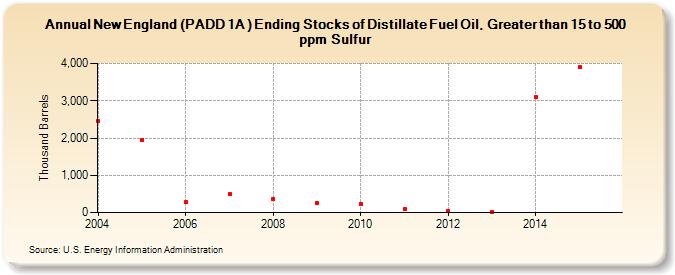 Annual New England (PADD 1A) Ending Stocks of Distillate Fuel Oil, Greater than 15 to 500
ppm Sulfur
Thousand Barrels
4,000
3,000
2,000
1,000
0
2004 2006 2008 2010 2012 2014
Source: U.S. Energy Information Administration